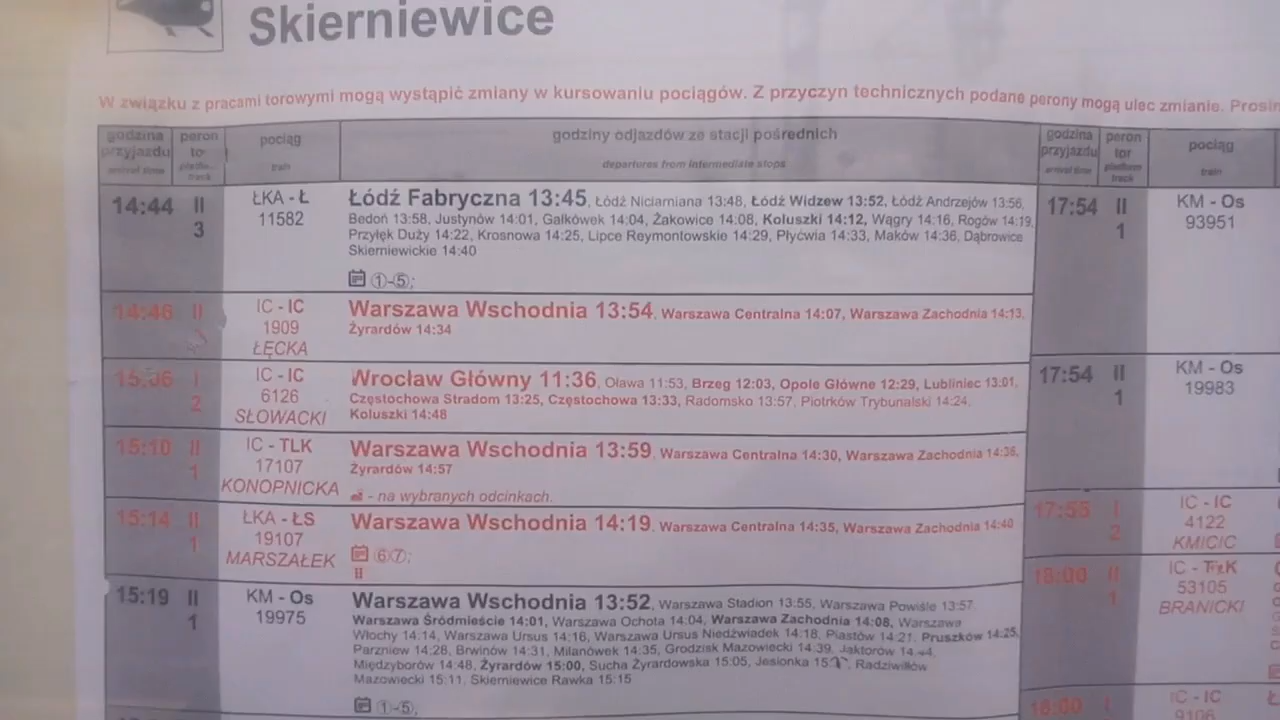 Skierniewice
W związku z pracami torowymi mogą wystąpić zmiany w kursowaniu pociągów. Z przyczyn technicznych podane perony mogą ulec zmianie.
godzina przyjazdu arrival time
peron tor platform track
pociąg train
godziny odjazdów ze stacji pośrednich
departures from intermediate stops
14:44 II 3
ŁKA - Ł
11582
Łódź Fabryczna 13:45, Łódź Niciarniana 13:48, Łódź Widzew 13:52, Łódź Andrzejów 13:56,
Bedoń 13:58, Justynów 14:01, Gałkówek 14:04, Żakowice 14:08, Koluszki 14:12, Wągry 14:16, Rogów 14:19,
Przyłęk Duży 14:22, Krosnowa 14:25, Lipce Reymontowskie 14:29, Płyćwia 14:33, Maków 14:36, Dąbrowice
Skierniewickie 14:40
①-⑤;
14:46 II
IC - IC
1909
ŁĘCKA
Warszawa Wschodnia 13:54, Warszawa Centralna 14:07, Warszawa Zachodnia 14:13,
Żyrardów 14:34
15:06 I 2
IC - IC
6126
SŁOWACKI
Wrocław Główny 11:36, Oława 11:53, Brzeg 12:03, Opole Główne 12:29, Lubliniec 13:01,
Częstochowa Stradom 13:25, Częstochowa 13:33, Radomsko 13:57, Piotrków Trybunalski 14:24,
Koluszki 14:48
15:10 II 1
IC - TLK
17107
KONOPNICKA
Warszawa Wschodnia 13:59, Warszawa Centralna 14:30, Warszawa Zachodnia 14:36,
Żyrardów 14:57
- na wybranych odcinkach.
15:14 II 1
ŁKA - ŁS
19107
MARSZAŁEK
Warszawa Wschodnia 14:19, Warszawa Centralna 14:35, Warszawa Zachodnia 14:40
⑥⑦;
H
15:19 II 1
KM - Os
19975
Warszawa Wschodnia 13:52, Warszawa Stadion 13:55, Warszawa Powiśle 13:57,
Warszawa Śródmieście 14:01, Warszawa Ochota 14:04, Warszawa Zachodnia 14:08, Warszawa
Włochy 14:14, Warszawa Ursus 14:16, Warszawa Ursus Niedźwiadek 14:18, Piastów 14:21, Pruszków 14:25,
Parzniew 14:28, Brwinów 14:31, Milanówek 14:35, Grodzisk Mazowiecki 14:39, Jaktorów
Międzyborów 14:48, Żyrardów 15:00, Sucha Żyrardowska 15:05, Jesionka Radziwiłłów
Mazowiecki 15:11, Skierniewice Rawka 15:15
①-⑤;
godzina przyjazdu arrival time
peron tor platform track
pociąg train
17:54 II 1
KM - Os
93951
17:54 II 1
KM - Os
19983
17:55 I 2
IC - IC
4122
KMICIC
18:00 II 1
IC - TLK
53105
BRANICKI
18:00 I
IC - IC
9106